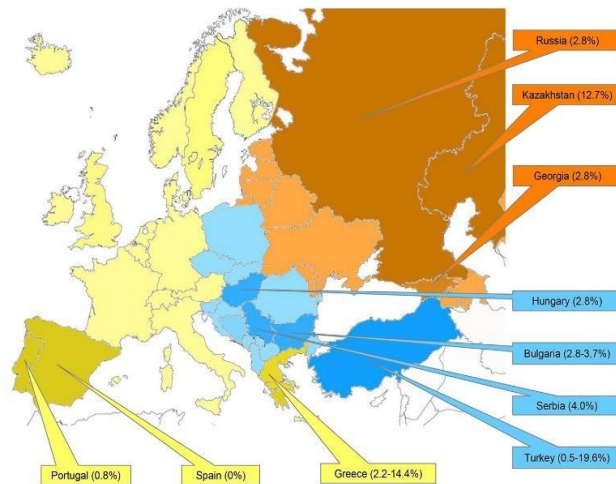 Russia (2.8%)
Kazakhstan (12.7%)
Georgia (2.8%)
Hungary (2.8%)
Bulgaria (2.8-3.7%)
Serbia (4.0%)
Turkey (0.5-19.6%)
Portugal (0.8%)
Spain (0%)
Greece (2.2-14.4%)